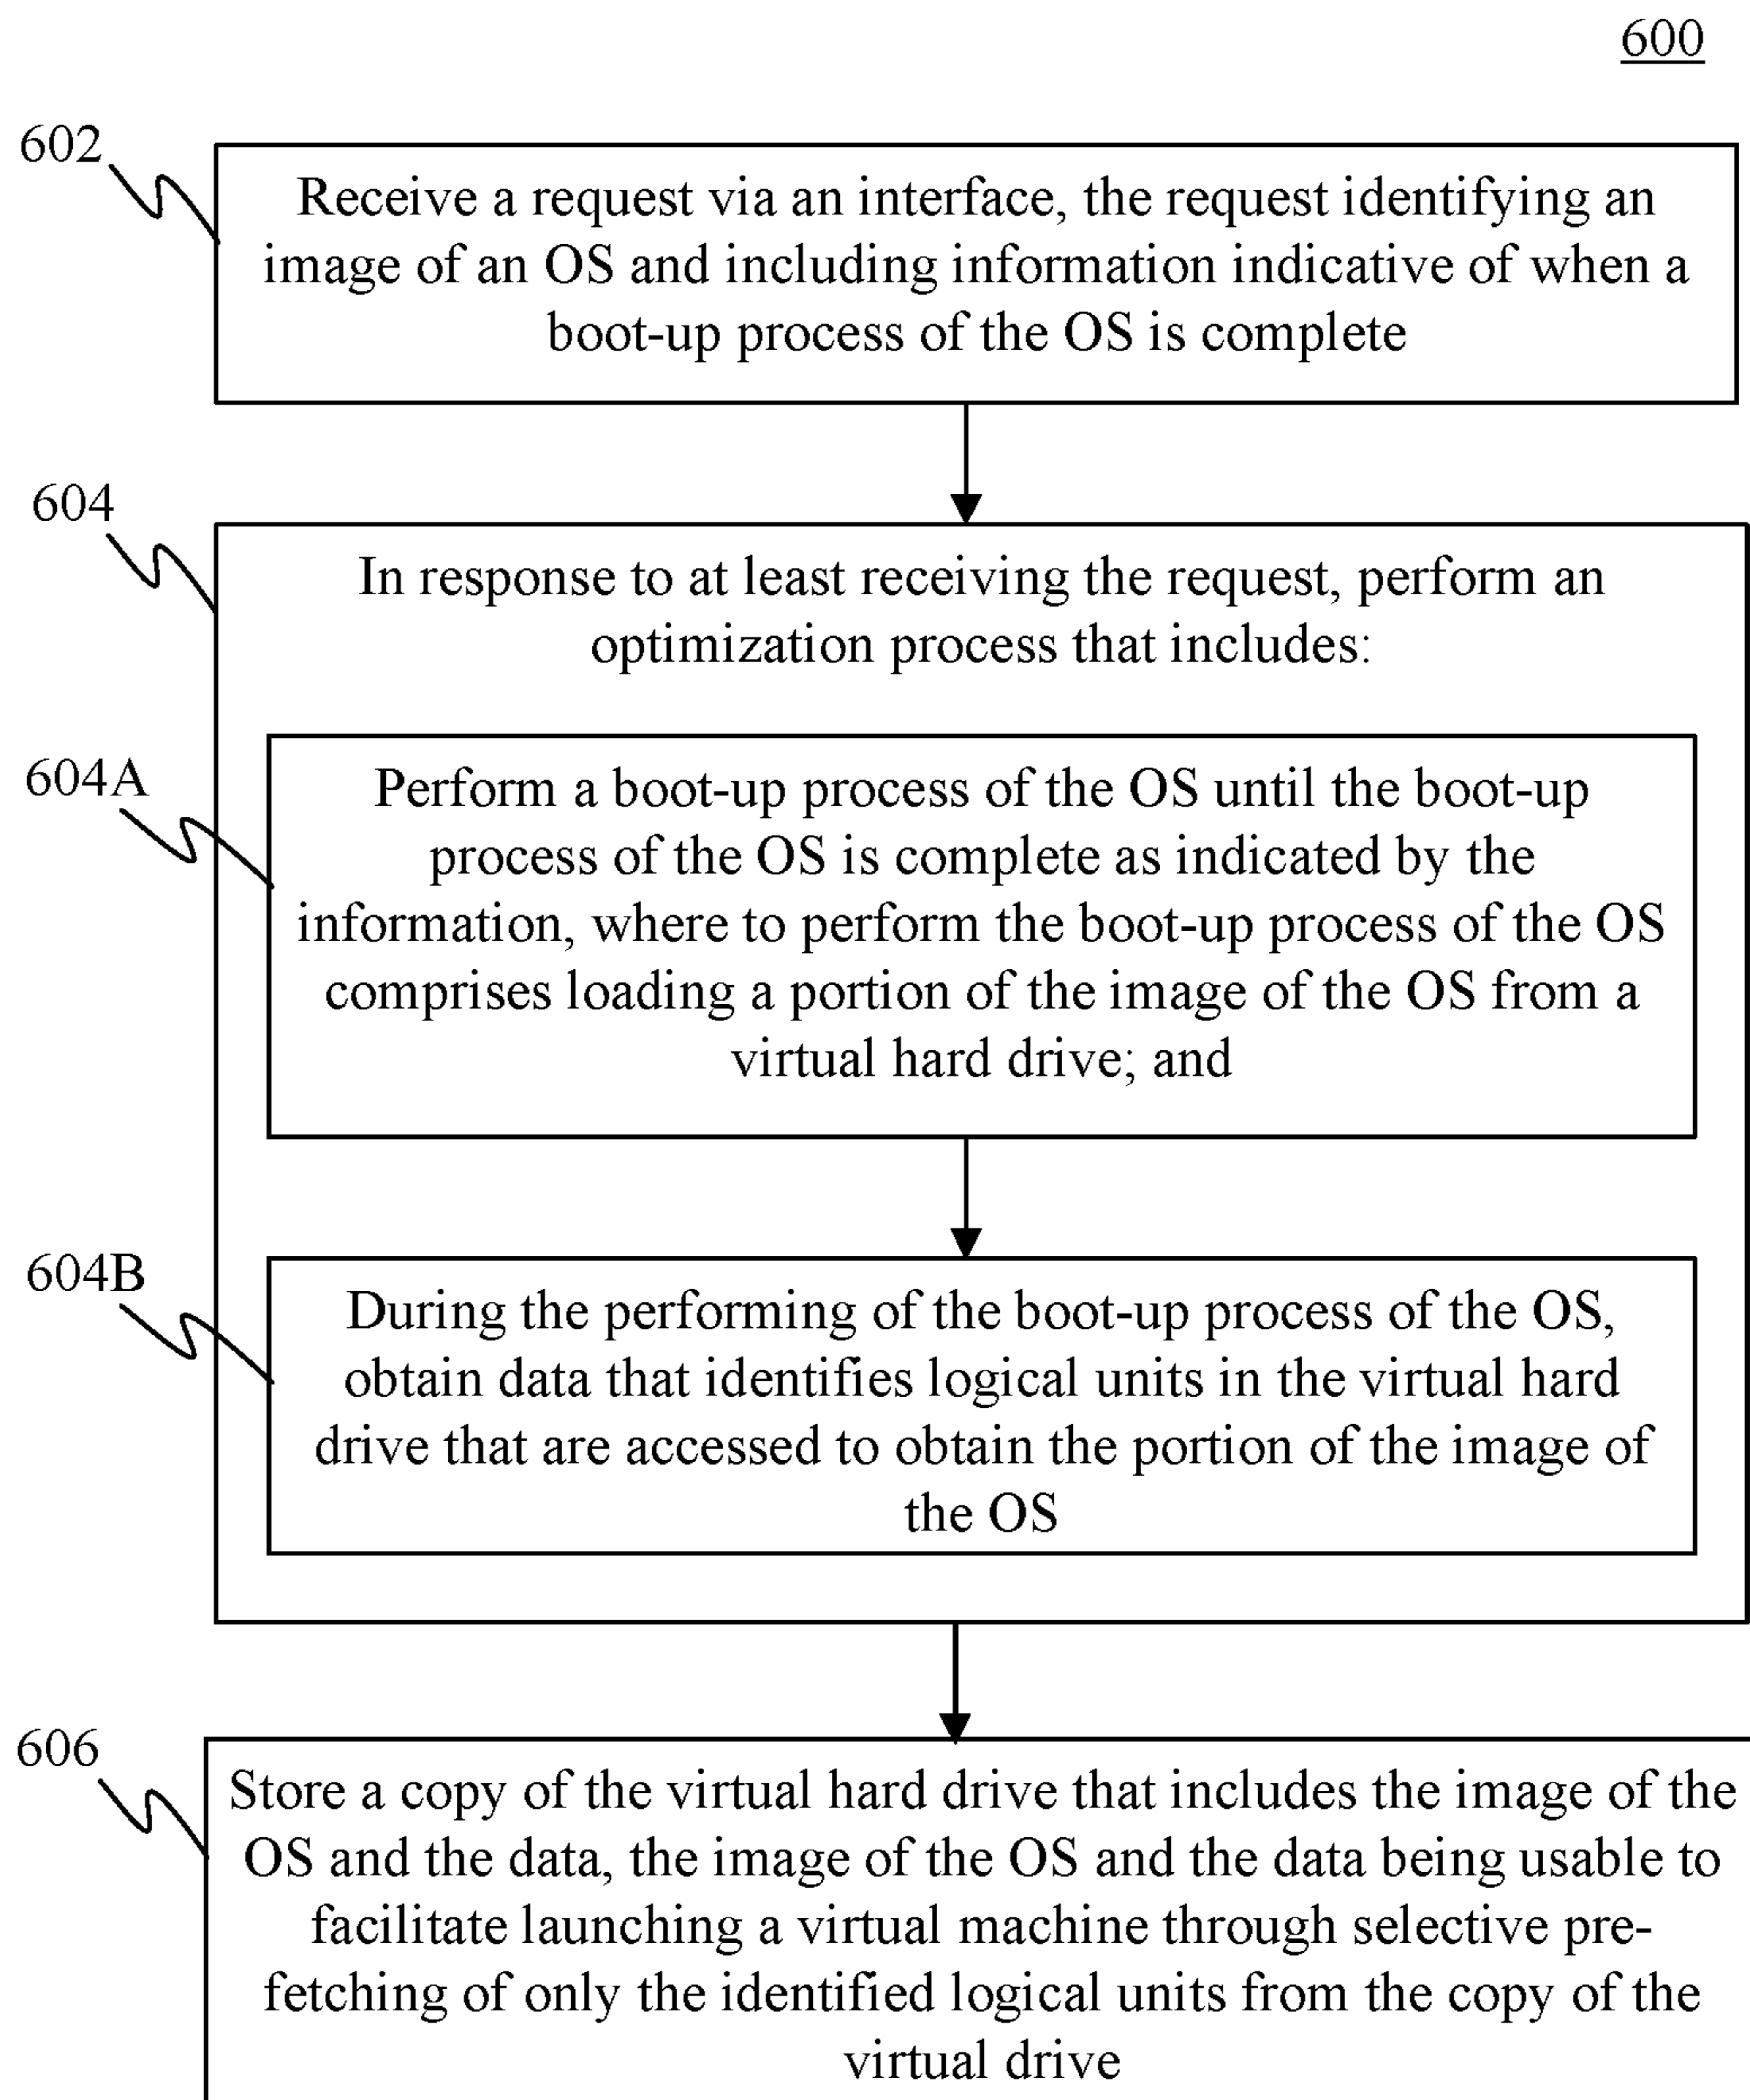 600
602
Receive a request via an interface, the request identifying an
image of an OS and including information indicative of when a
boot-up process of the OS is complete
604
In response to at least receiving the request, perform an
optimization process that includes:
604A
Perform a boot-up process of the OS until the boot-up
process of the OS is complete as indicated by the
information, where to perform the boot-up process of the OS
comprises loading a portion of the image of the OS from a
virtual hard drive; and
604B
During the performing of the boot-up process of the OS,
obtain data that identifies logical units in the virtual hard
drive that are accessed to obtain the portion of the image of
the OS
606
Store a copy of the virtual hard drive that includes the image of the
OS and the data, the image of the OS and the data being usable to
facilitate launching a virtual machine through selective pre-
fetching of only the identified logical units from the copy of the
virtual drive